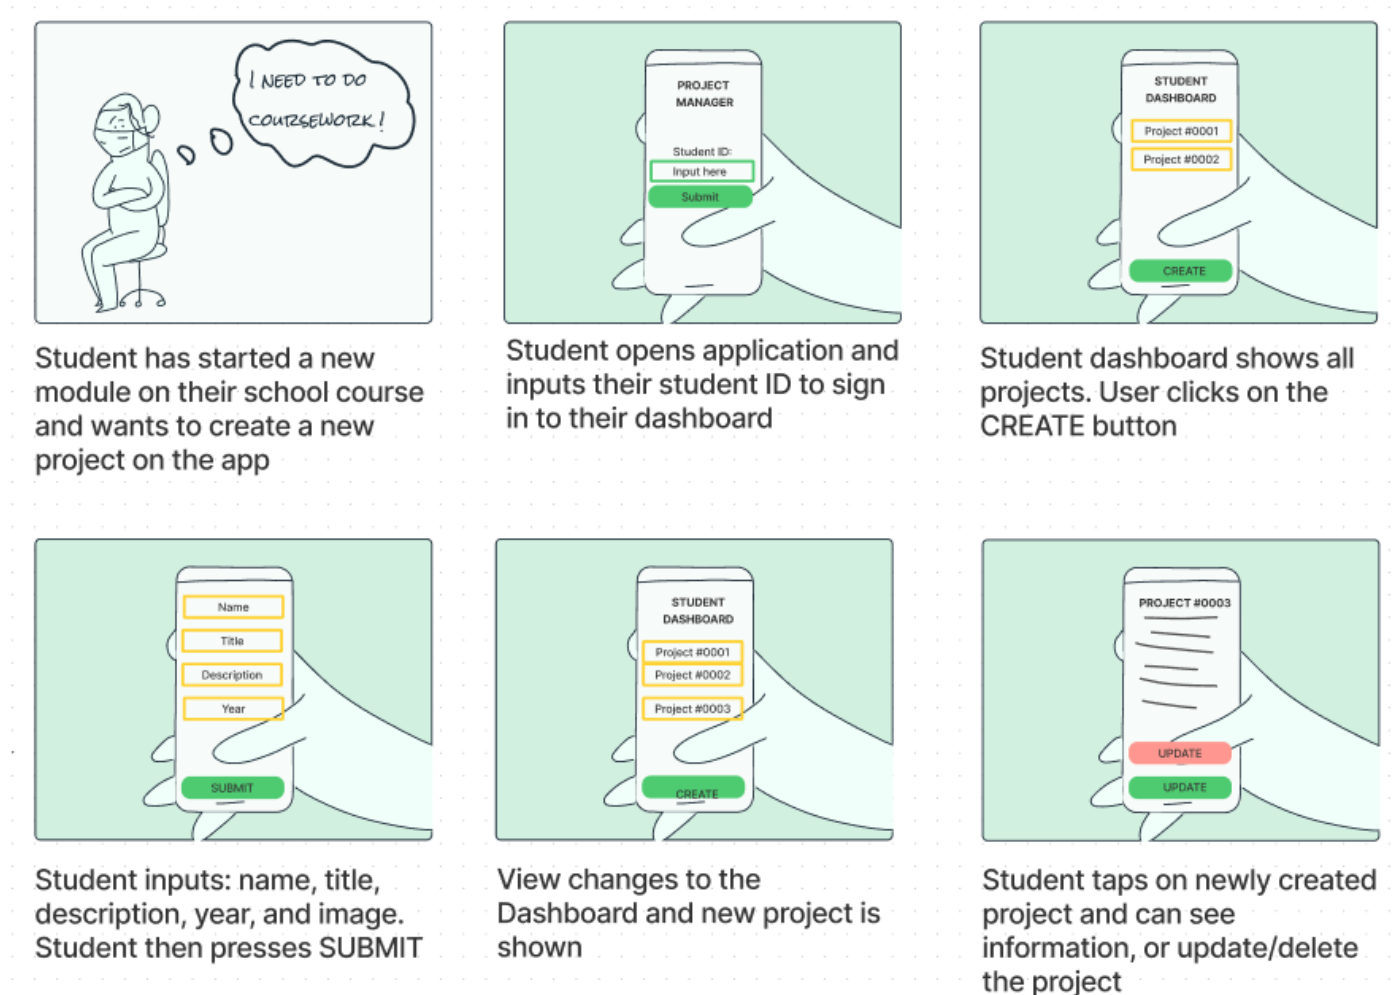 I NEED TO DO
COURSEWORK!
Student has started a new
module on their school course
and wants to create a new
project on the app
PROJECT
MANAGER
Student ID:
Input here
Submit
Student opens application and
inputs their student ID to sign
in to their dashboard
STUDENT
DASHBOARD
Project #0001
Project #0002
CREATE
Student dashboard shows all
projects. User clicks on the
CREATE button
Name
Title
Description
Year
SUBMIT
Student inputs: name, title,
description, year, and image.
Student then presses SUBMIT
STUDENT
DASHBOARD
Project #0001
Project #0002
Project #0003
CREATE
View changes to the
Dashboard and new project is
shown
PROJECT #0003
UPDATE
UPDATE
Student taps on newly created
project and can see
information, or update/delete
the project